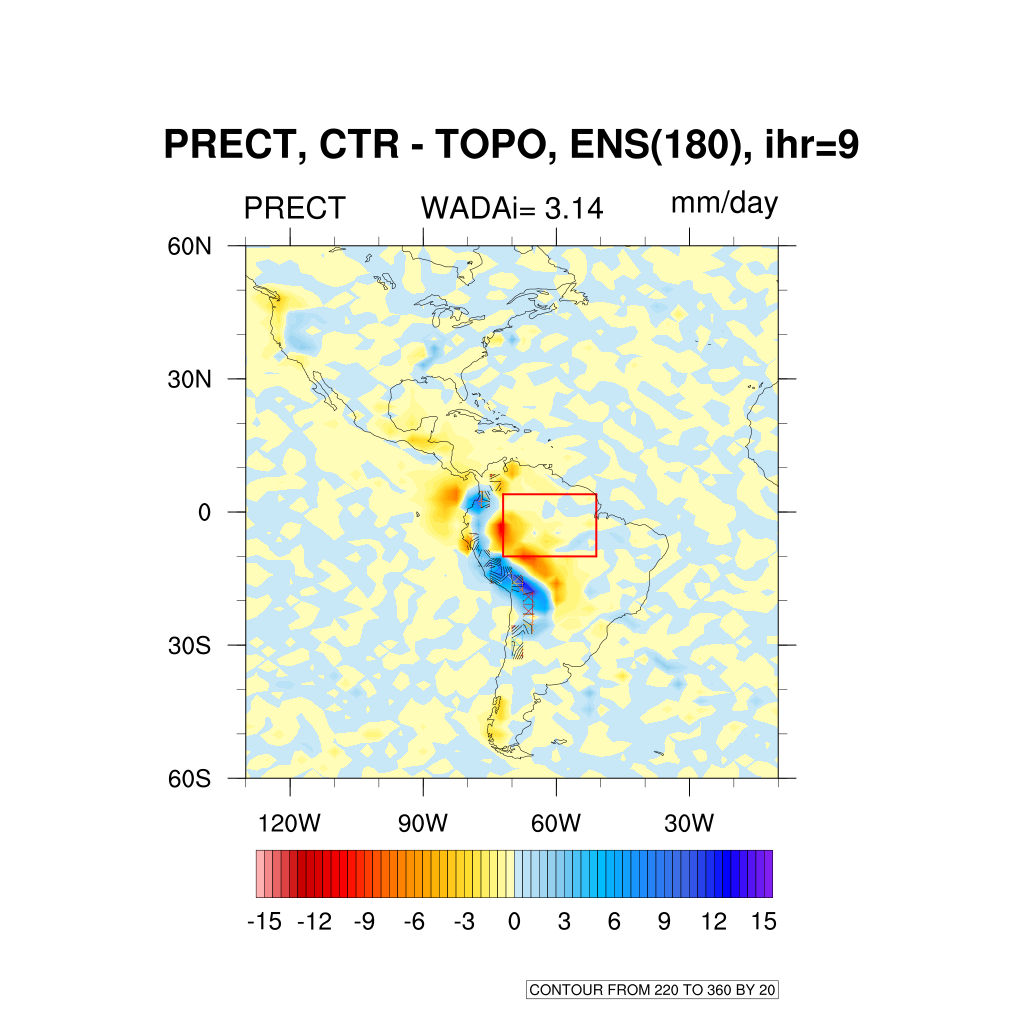 PRECT, CTR - TOPO, ENS(180), ihr=9
PRECT WADAi= 3.14 mm/day
60N
30N
0
30S
60S
120W 90W 60W 30W
-15 -12 -9 -6 -3 0 3 6 9 12 15
CONTOUR FROM 220 TO 360 BY 20